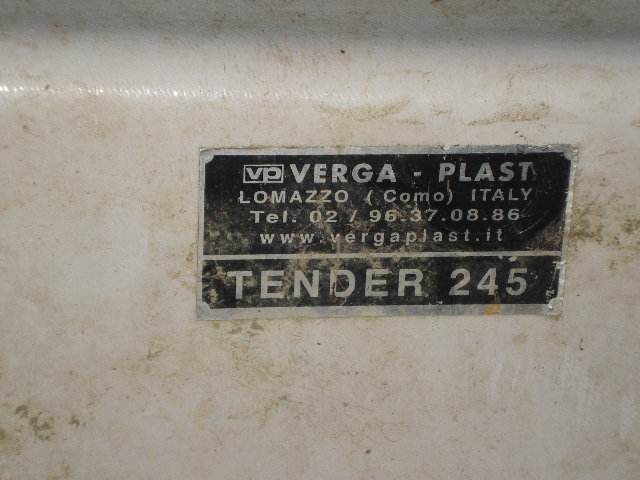 vp VERGA - PLAST
LOMAZZO (Como) ITALY
Tel. 02 / 96.37.08.86
www.vergaplast.it
TENDER 245